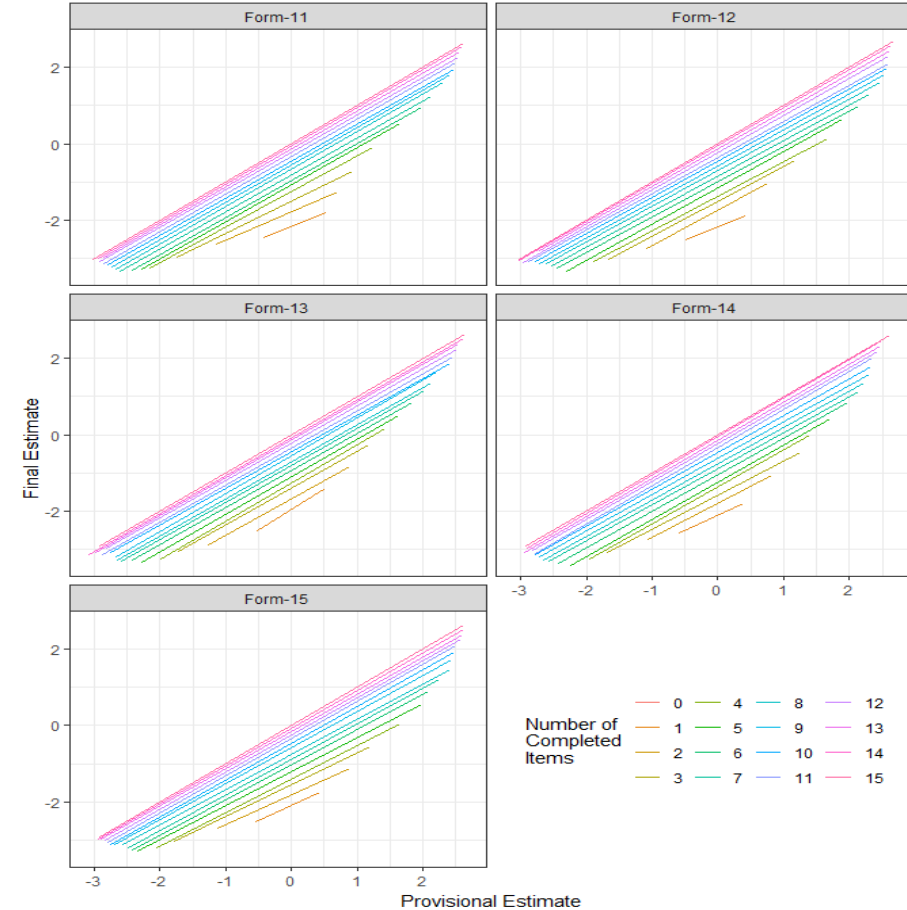 Form-11
Form-12
2
0
-2
Form-13
Form-14
2
0
-2
-3 -2 -1 0 1 2
Form-15
2
0
-2
-3 -2 -1 0 1 2
Final Estimate
Provisional Estimate
Number of
Completed
Items
0 4 8 12
1 5 9 13
2 6 10 14
3 7 11 15